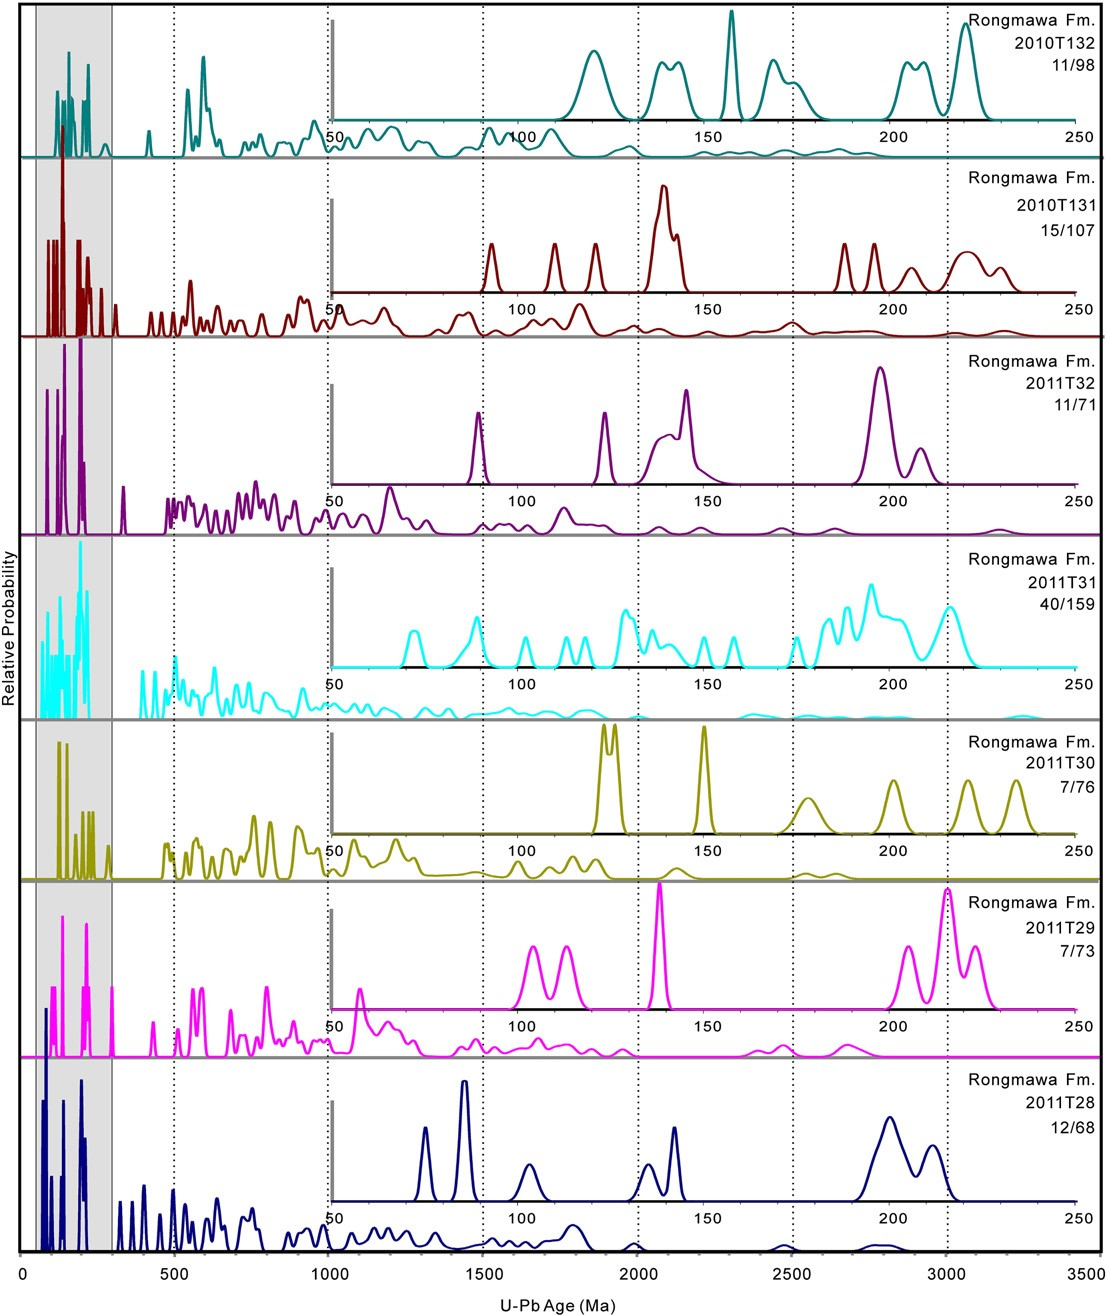 Rongmawa Fm.
2010T132
11/98
50 100 150 200 250
Rongmawa Fm.
2010T131
15/107
50 100 150 200 250
Rongmawa Fm.
2011T32
11/71
50 100 150 200 250
Rongmawa Fm.
2011T31
40/159
50 100 150 200 250
Relative Probability
Rongmawa Fm.
2011T30
7/76
50 100 150 200 250
Rongmawa Fm.
2011T29
7/73
50 100 150 200 250
Rongmawa Fm.
2011T28
12/68
50 100 150 200 250
0 500 1000 1500 2000 2500 3000 3500
U-Pb Age (Ma)